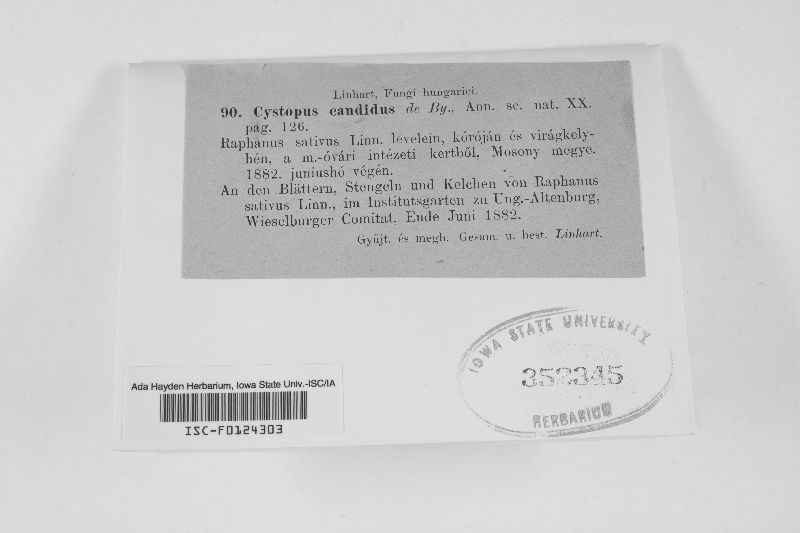 Linhart, Fungi hungarici.
90. Cystopus candidus de By., Ann. sc. nat. XX.
pag. 126.
Raphanus sativus Linn. levelein, kóróján és virágkely-
hén, a m.-óvári intézeti kertből, Mosony megye.
1882. juniushó végén.
An den Blättern, Stengeln und Kelchen von Raphanus
sativus Linn., im Institutsgarten zu Ung.-Altenburg,
Wieselburger Comitat, Ende Juni 1882.
Gyűjt. és megh. Gesam. u. best. Linhart.
IOWA STATE UNIVERSITY
352345
HERBARIUM
Ada Hayden Herbarium, Iowa State Univ.-ISC/IA
ISC-F0124303